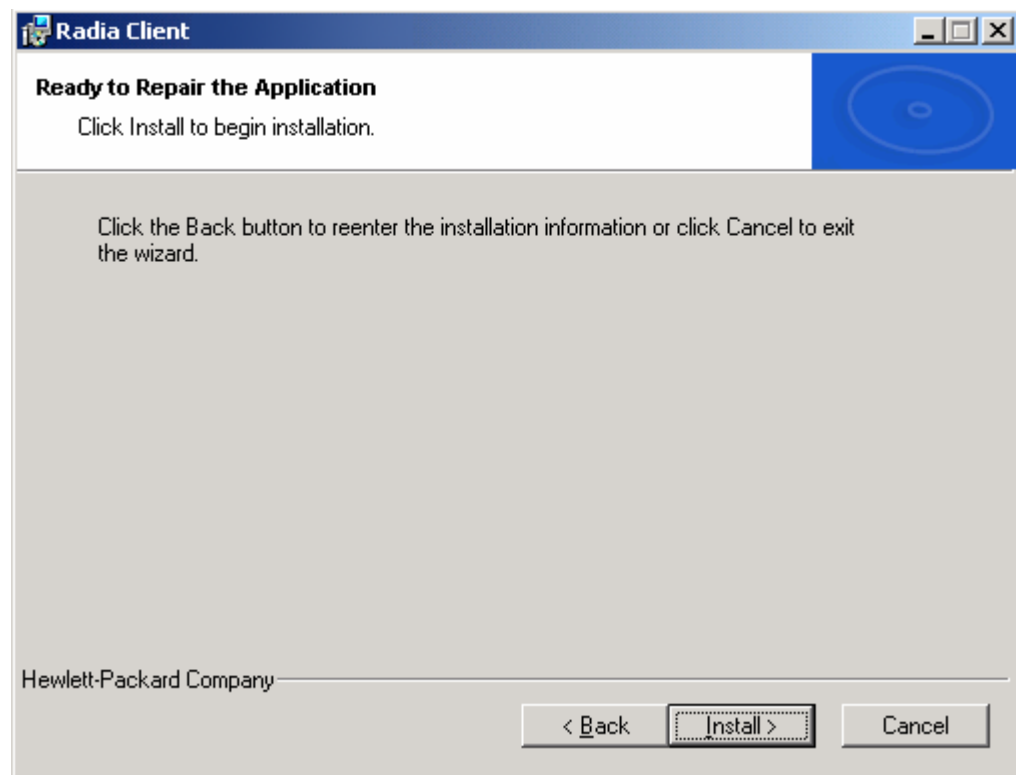 Radia Client
Ready to Repair the Application
Click Install to begin installation.
Click the Back button to reenter the installation information or click Cancel to exit
the wizard.
Hewlett-Packard Company
< Back
Install >
Cancel